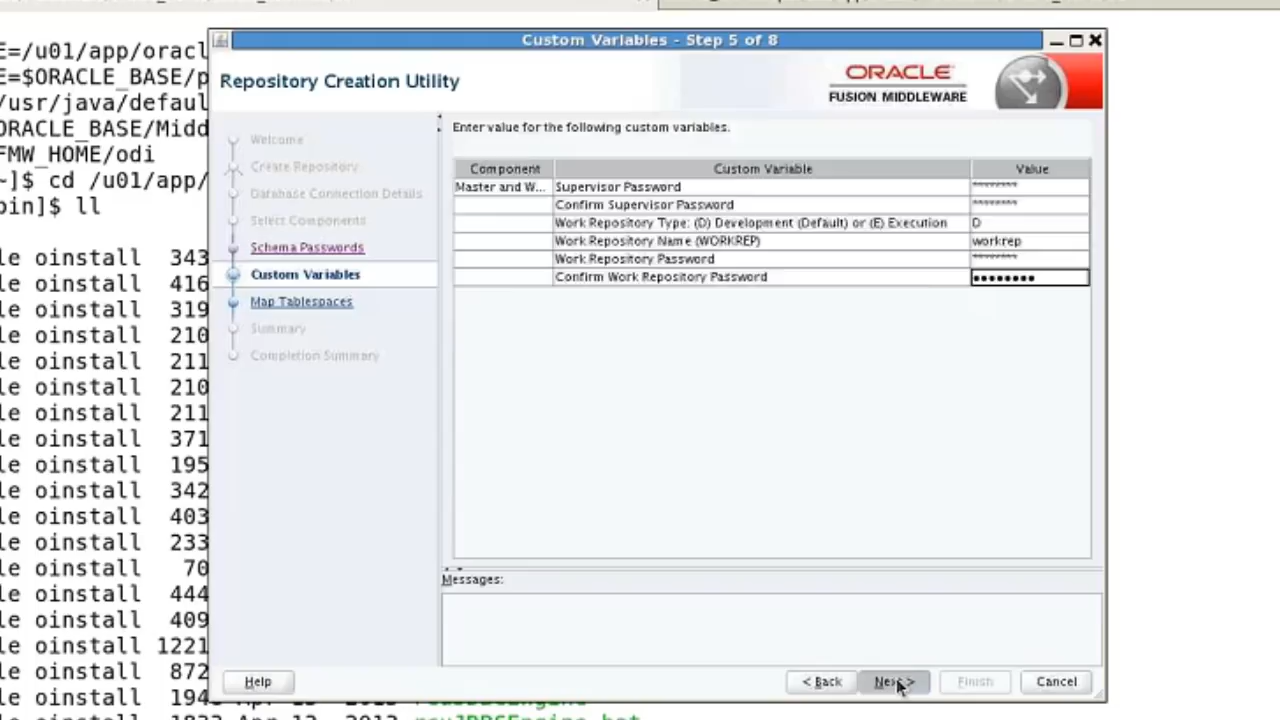 Custom Variables - Step 5 of 8
Repository Creation Utility
ORACLE
FUSION MIDDLEWARE
Welcome
Create Repository
Database Connection Details
Select Components
Schema Passwords
Custom Variables
Map Tablespaces
Summary
Completion Summary
Enter value for the following custom variables.
Component Custom Variable Value
Master and W... Supervisor Password ********
Confirm Supervisor Password ********
Work Repository Type: (D) Development (Default) or (E) Execution D
Work Repository Name (WORKREP) workrep
Work Repository Password ********
Confirm Work Repository Password ••••••••
Messages:
Help < Back Next > Finish Cancel
E=/u01/app/oracl
E=$ORACLE_BASE/p
/usr/java/defaul
ORACLE_BASE/Midd
FMW_HOME/odi
~]$ cd /u01/app/
bin]$ ll
le oinstall 343
le oinstall 416
le oinstall 319
le oinstall 210
le oinstall 211
le oinstall 210
le oinstall 211
le oinstall 371
le oinstall 195
le oinstall 342
le oinstall 403
le oinstall 233
le oinstall 70
le oinstall 444
le oinstall 409
le oinstall 1221
le oinstall 872
le oinstall 194